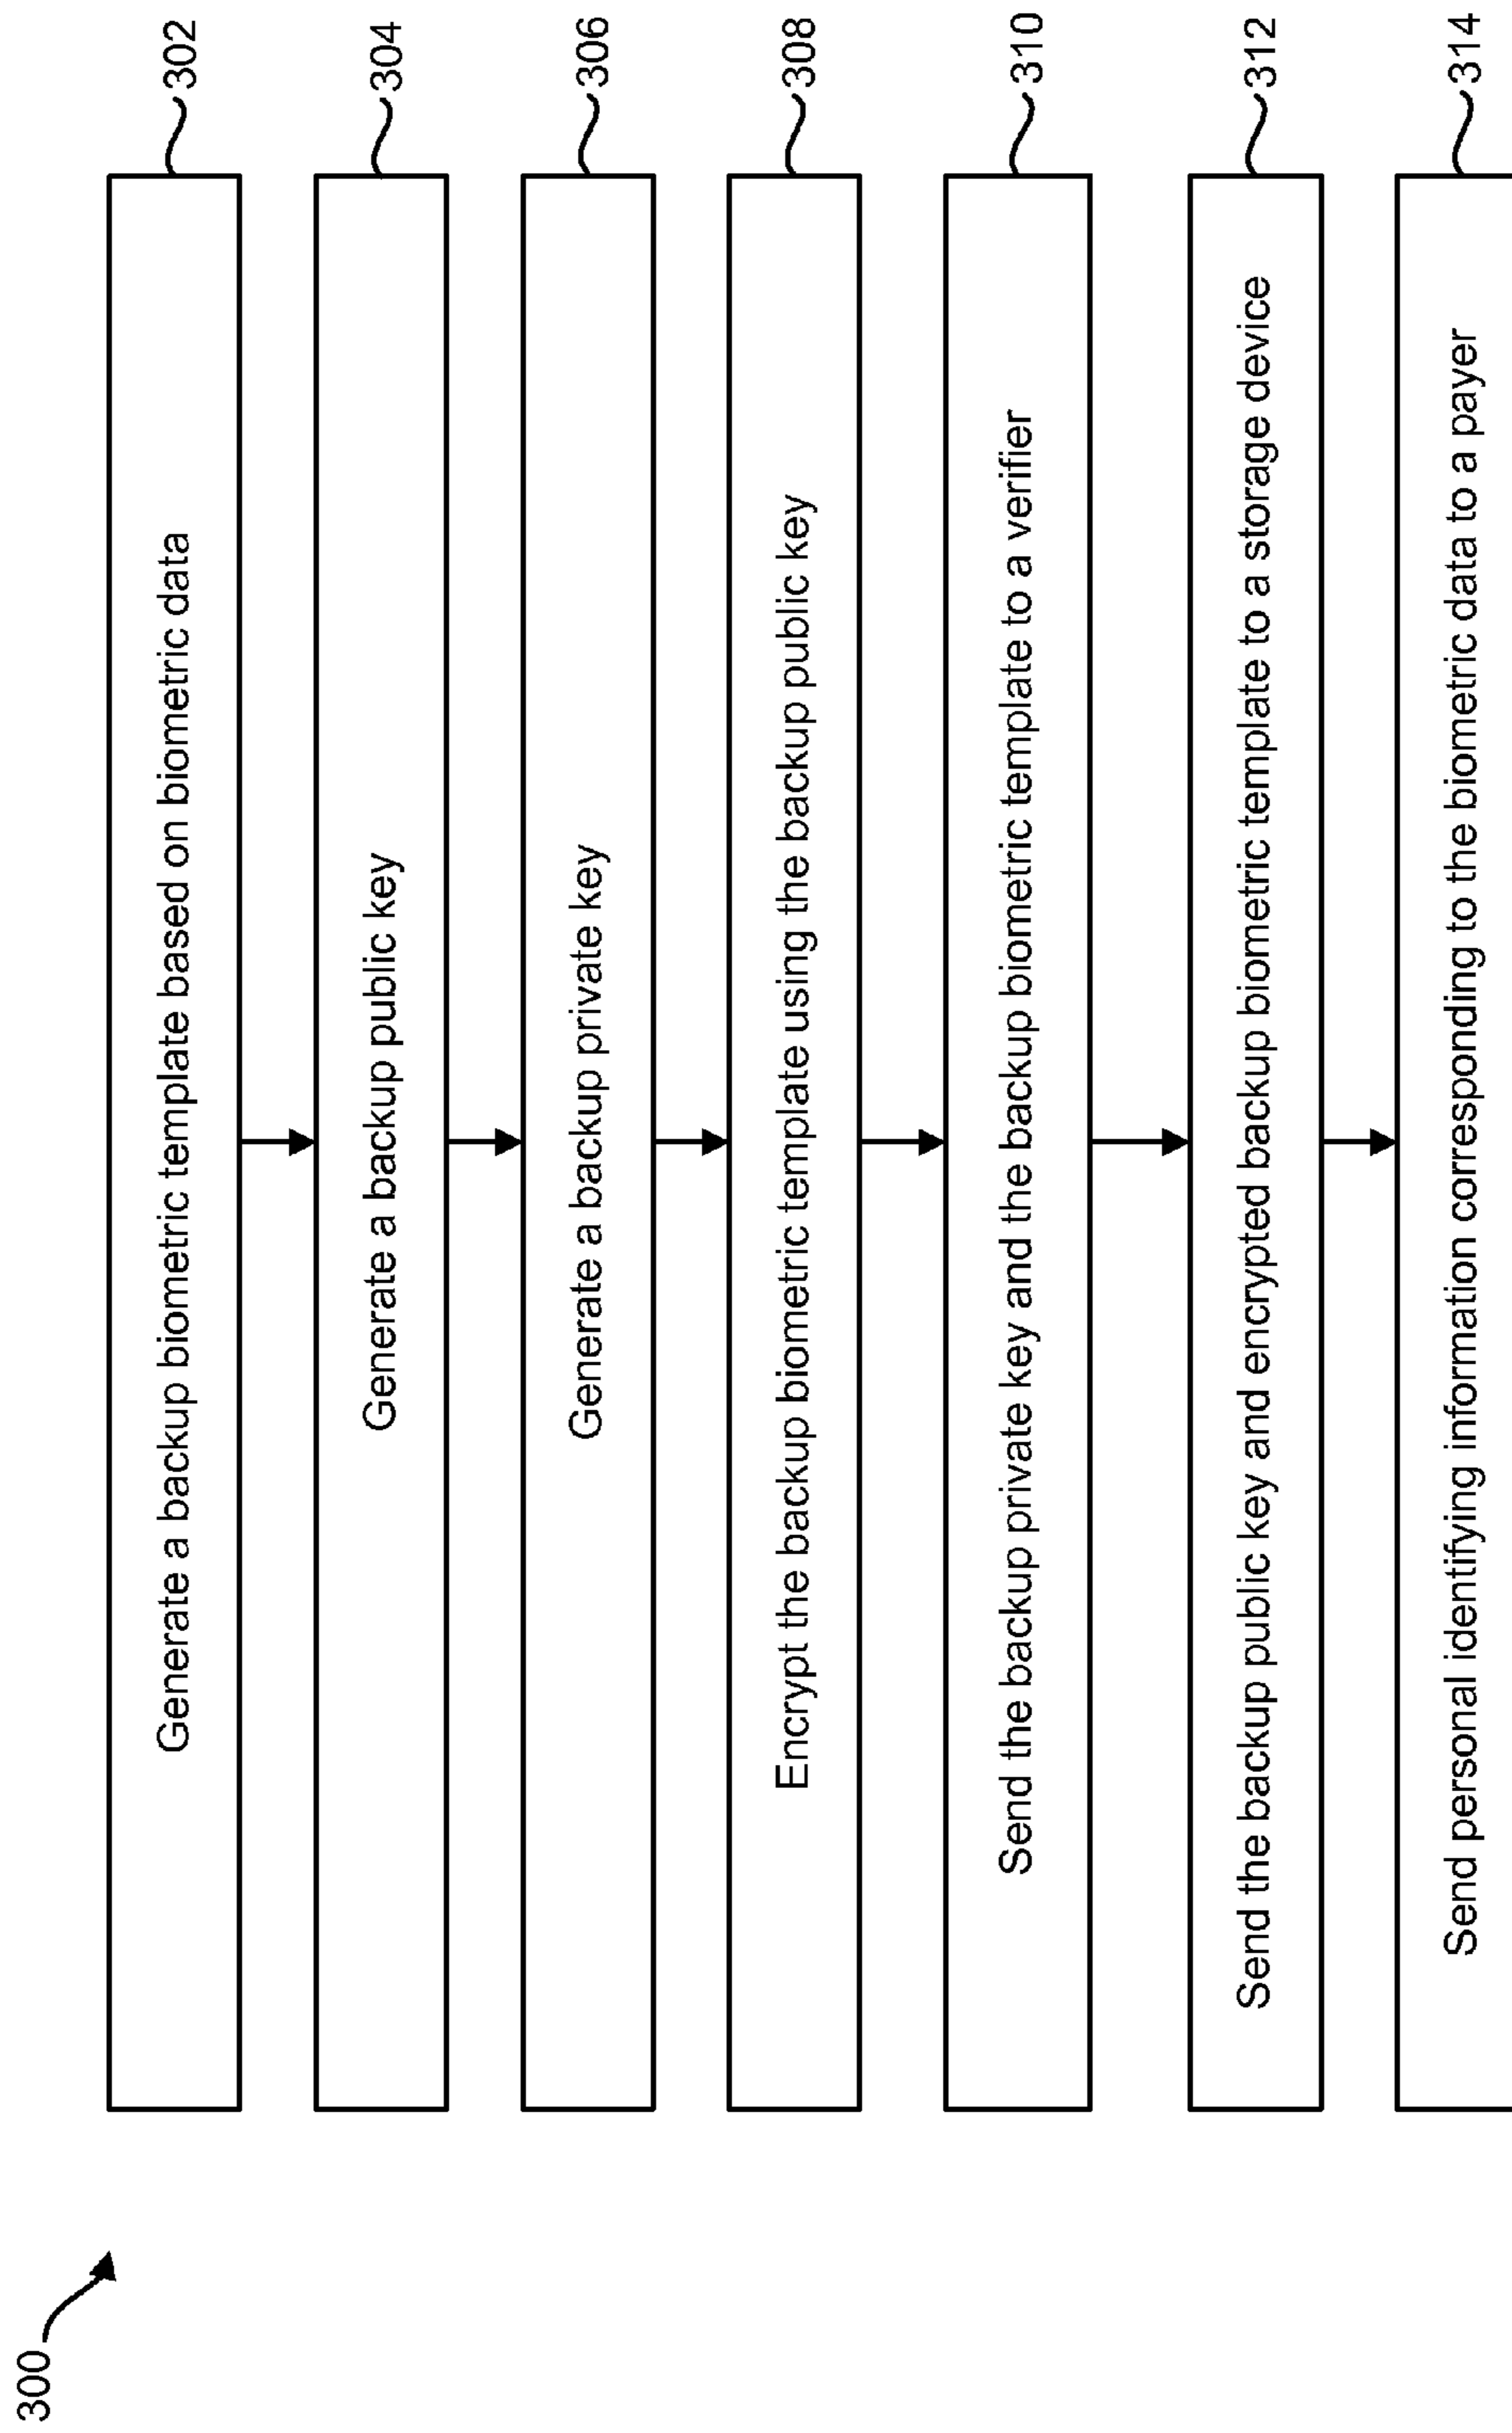 300
Generate a backup biometric template based on biometric data
302
Generate a backup public key
304
Generate a backup private key
306
Encrypt the backup biometric template using the backup public key
308
Send the backup private key and the backup biometric template to a verifier
310
Send the backup public key and encrypted backup biometric template to a storage device
312
Send personal identifying information corresponding to the biometric data to a payer
314